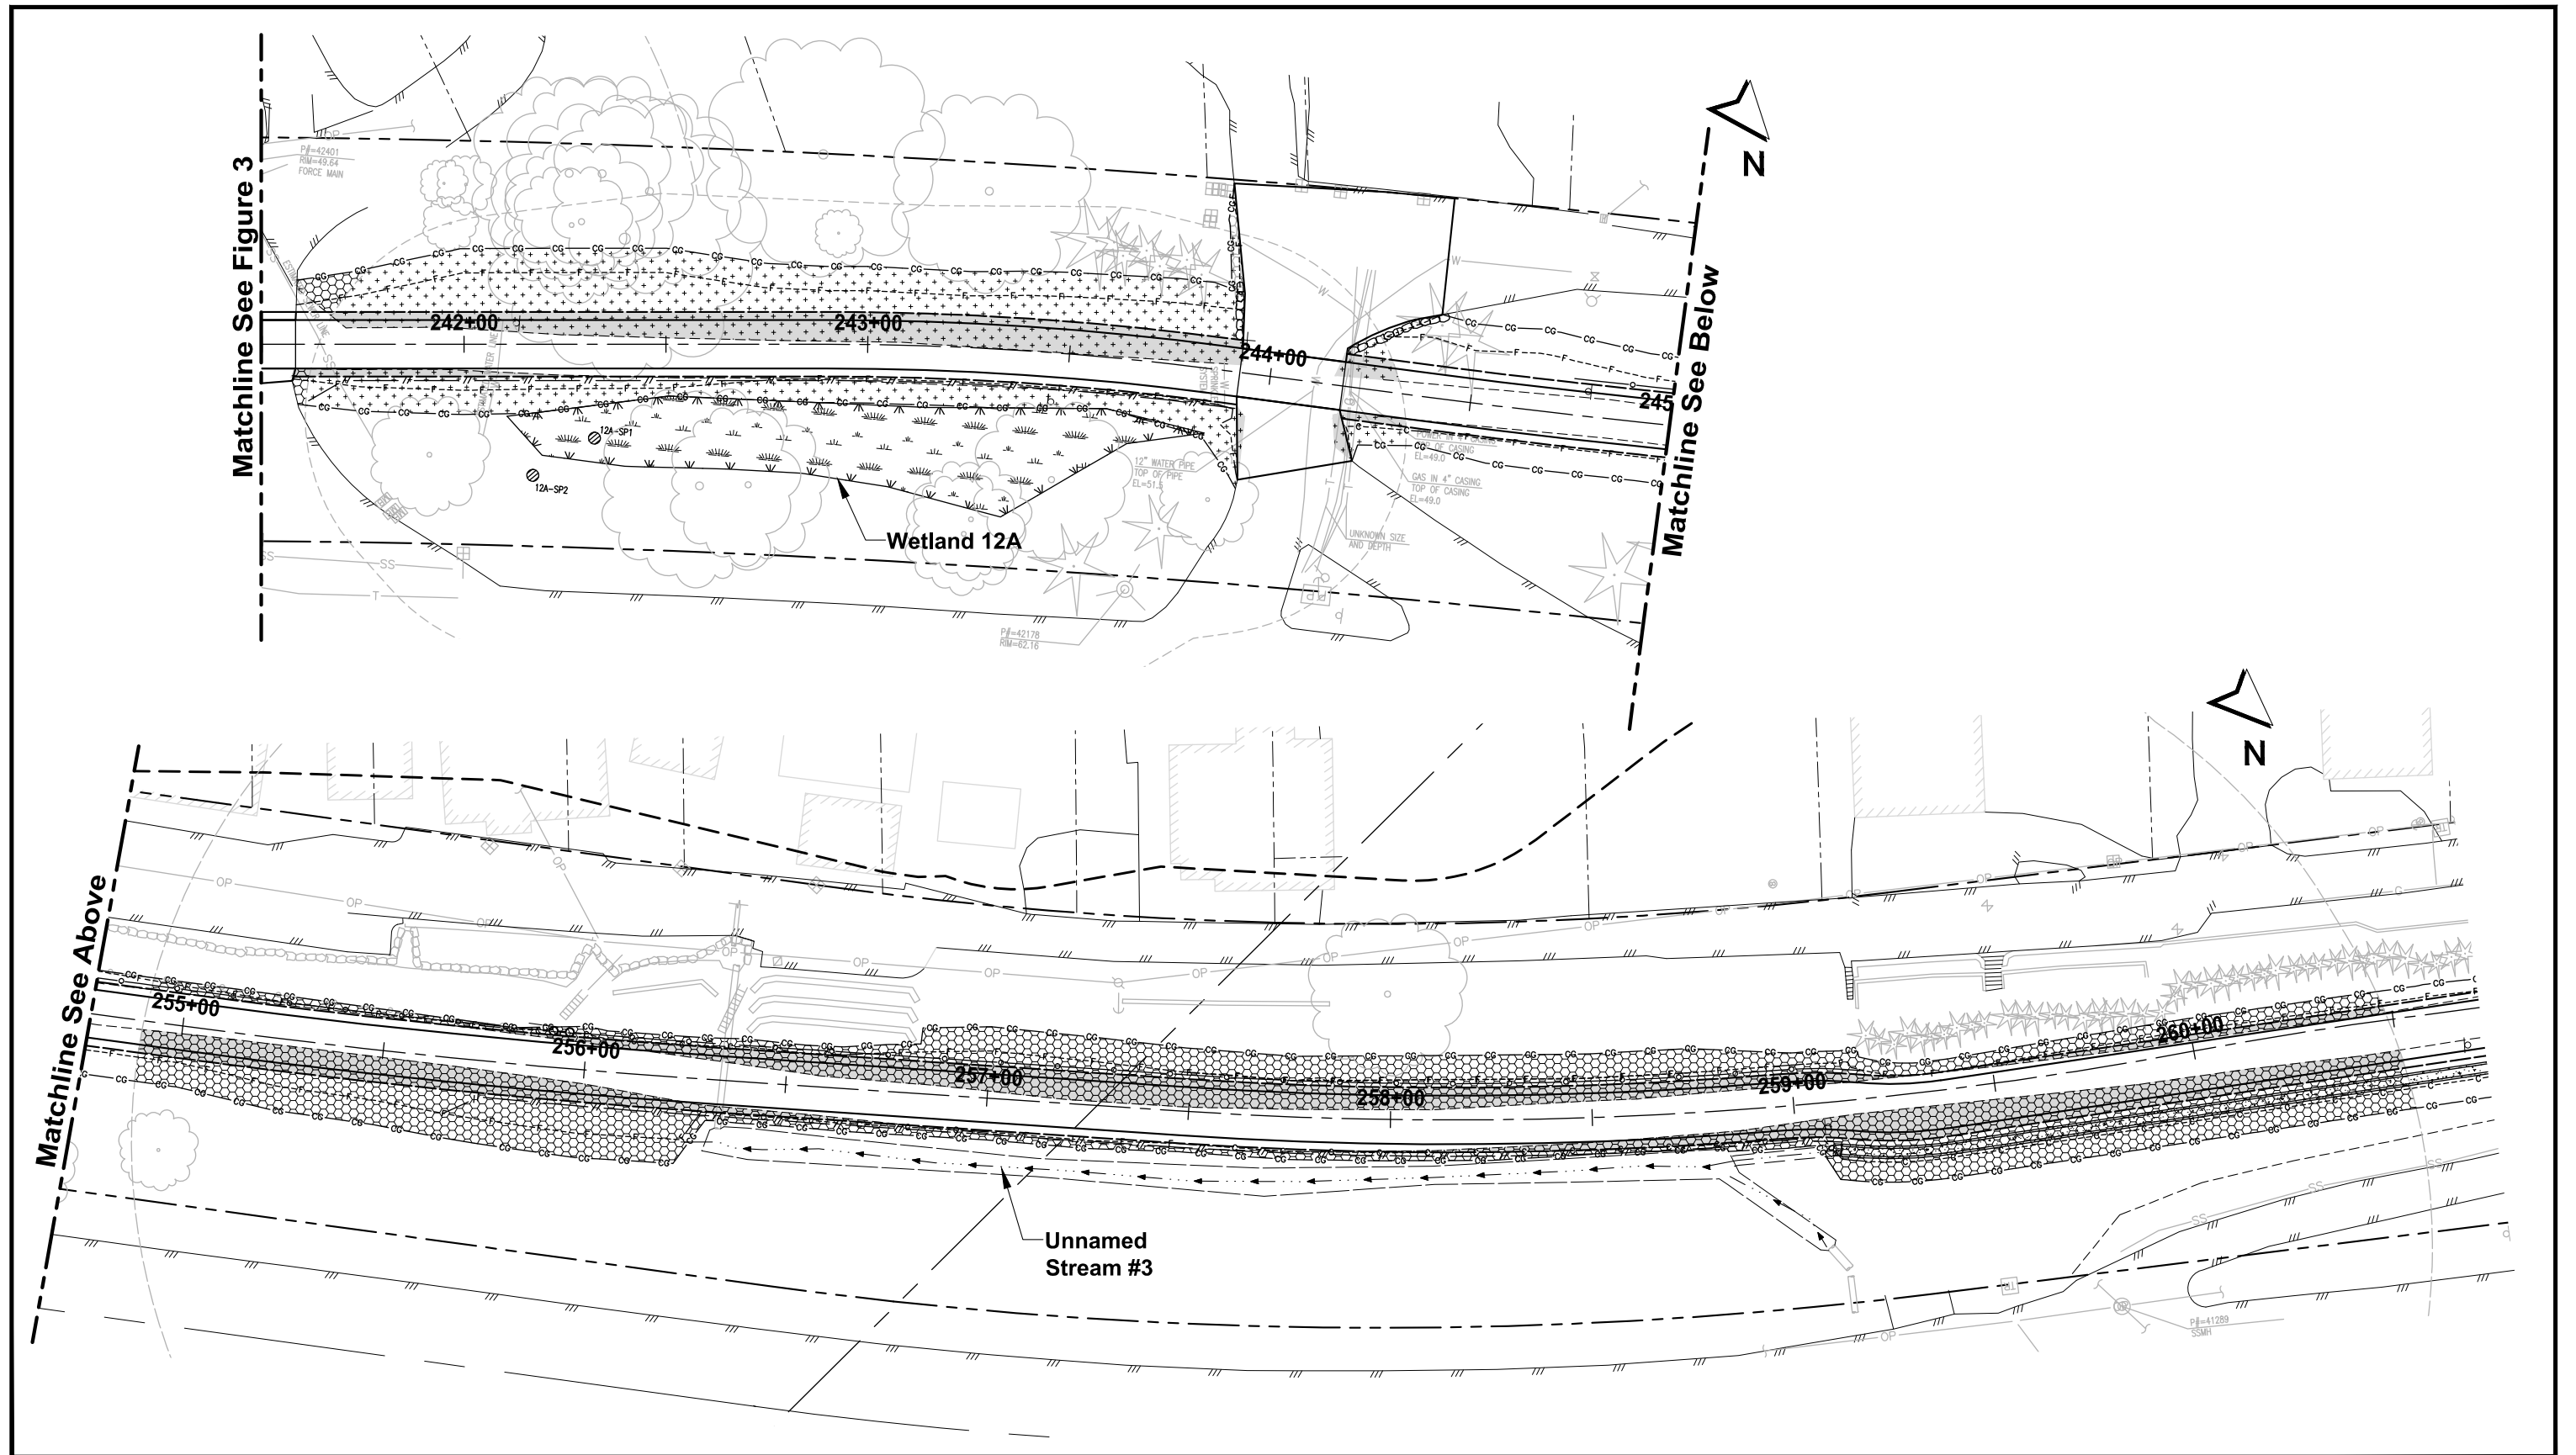 Matchline See Figure 3
OP
P#=42401
RIM=49.64
FORCE MAIN
N
242+00
243+00
244+00
245
Matchline See Below
12A-SP1
12A-SP2
12" WATER PIPE
TOP OF PIPE
GAS IN 4" CASING
TOP OF CASING
EL=49.0
UNKNOWN SIZE
AND DEPTH
Wetland 12A
P#=42178
RIM=62.16
N
Matchline See Above
255+00
256+00
257+00
258+00
259+00
260+00
Unnamed
Stream #3
P#=41289
SSMH